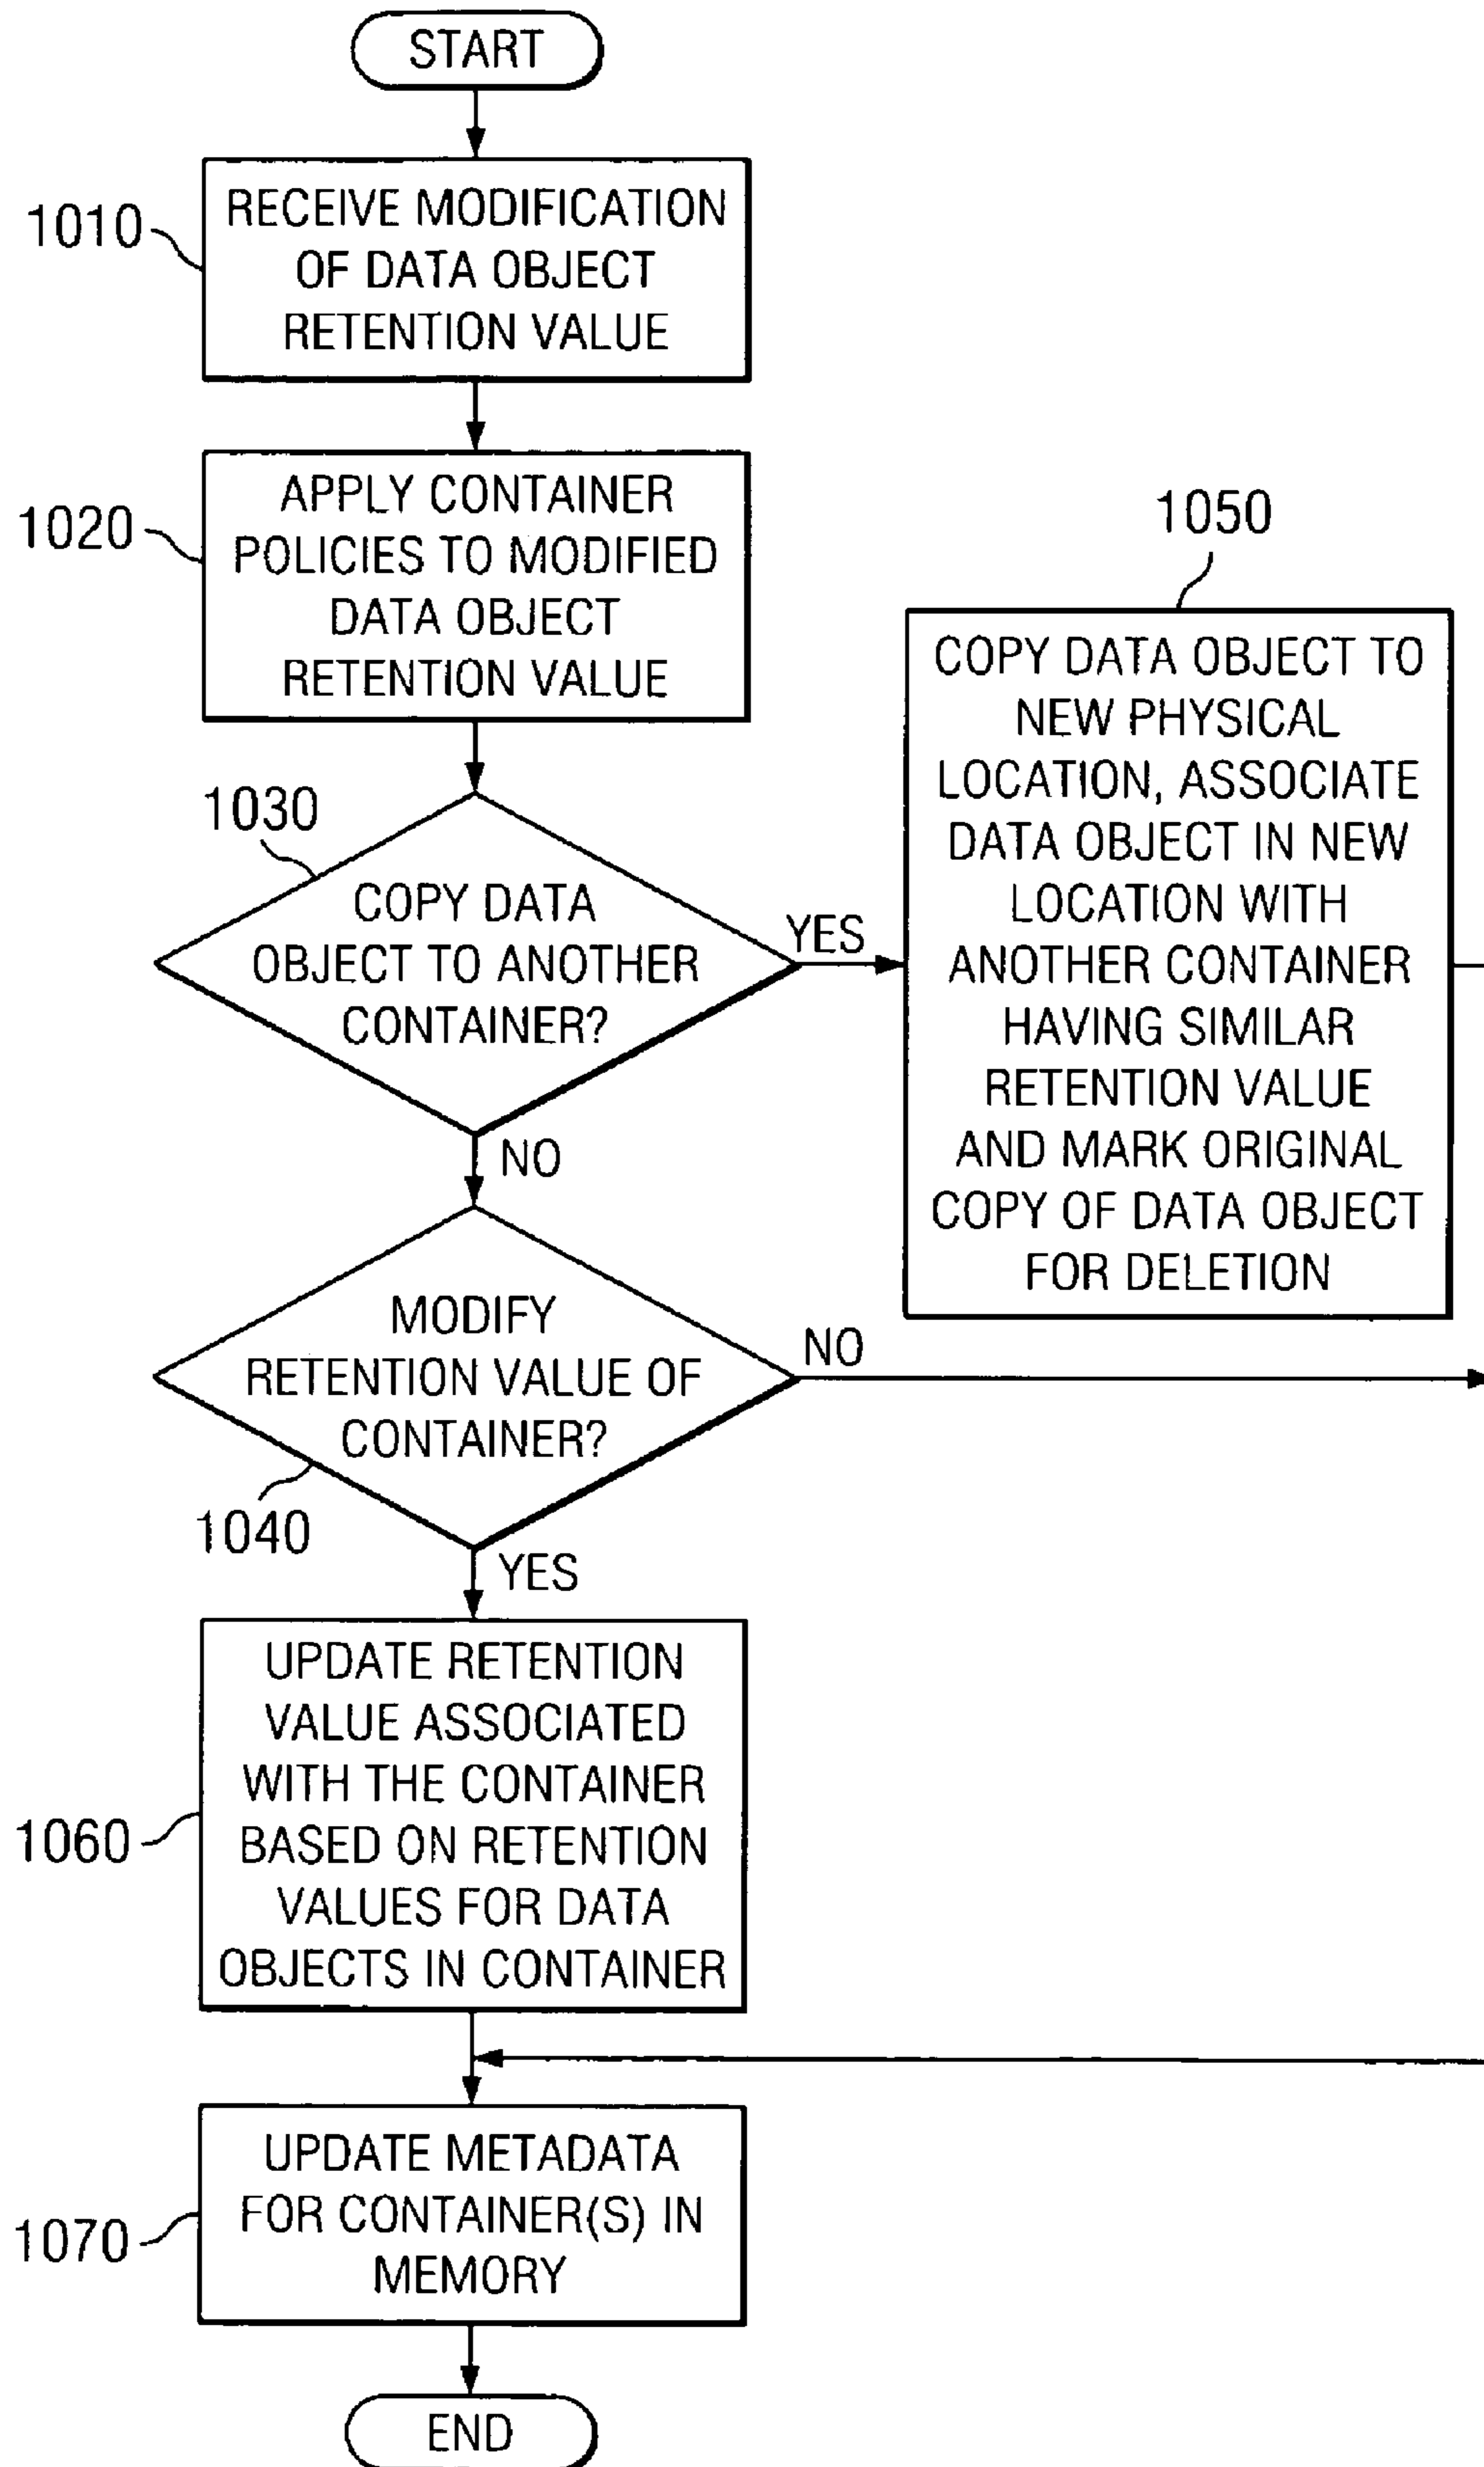 START
1010
RECEIVE MODIFICATION
OF DATA OBJECT
RETENTION VALUE
1020
APPLY CONTAINER
POLICIES TO MODIFIED
DATA OBJECT
RETENTION VALUE
1030
COPY DATA
OBJECT TO ANOTHER
CONTAINER?
YES
NO
1050
COPY DATA OBJECT TO
NEW PHYSICAL
LOCATION, ASSOCIATE
DATA OBJECT IN NEW
LOCATION WITH
ANOTHER CONTAINER
HAVING SIMILAR
RETENTION VALUE
AND MARK ORIGINAL
COPY OF DATA OBJECT
FOR DELETION
MODIFY
RETENTION VALUE OF
CONTAINER?
NO
1040
YES
1060
UPDATE RETENTION
VALUE ASSOCIATED
WITH THE CONTAINER
BASED ON RETENTION
VALUES FOR DATA
OBJECTS IN CONTAINER
1070
UPDATE METADATA
FOR CONTAINER(S) IN
MEMORY
END